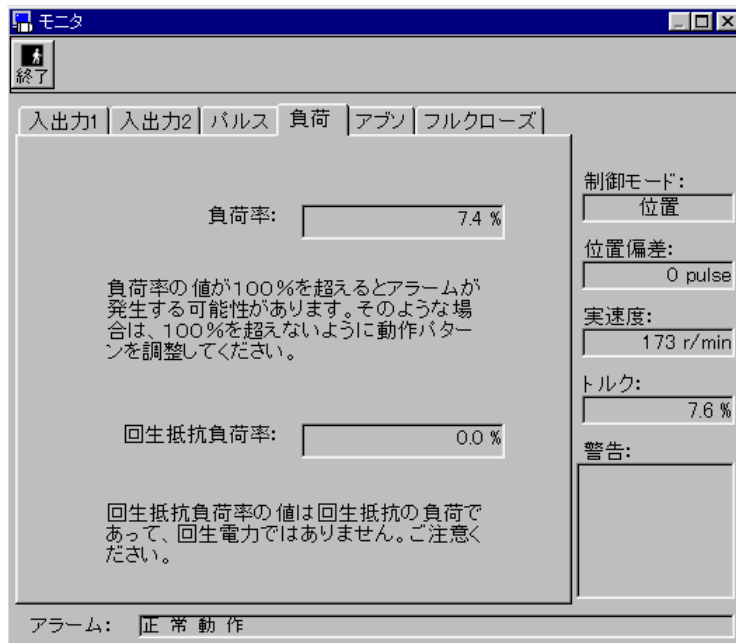 モニタ
終了
入出力1 入出力2 パルス 負荷 アブソ フルクローズ
負荷率: 7.4 %
負荷率の値が100%を超えるとアラームが
発生する可能性があります。そのような場
合は、100%を超えないように動作パター
ンを調整してください。
回生抵抗負荷率: 0.0 %
回生抵抗負荷率の値は回生抵抗の負荷で
あって、回生電力ではありません。ご注意く
ださい。
制御モード:
位置
位置偏差:
0 pulse
実速度:
173 r/min
トルク:
7.6 %
警告:
アラーム: 正常動作